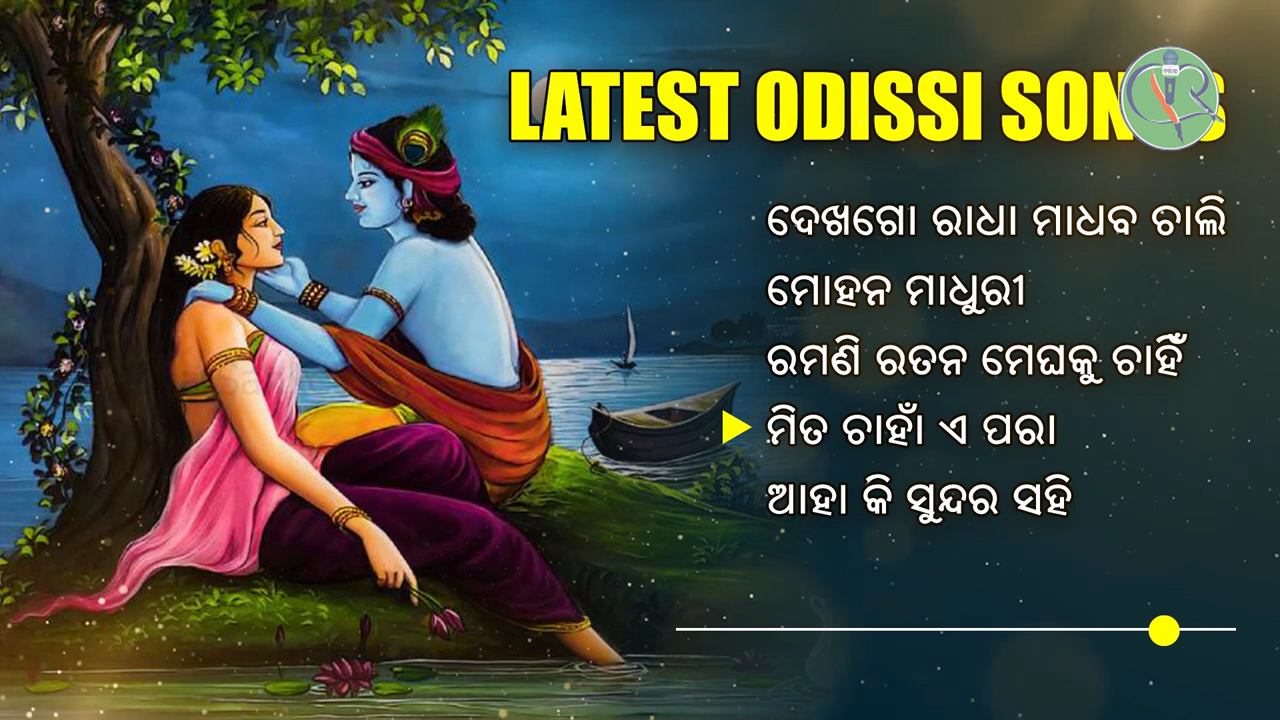 LATEST ODISSI SONGS
ଦେଖଗୋ ରାଧା ମାଧବ ଚାଲି
ମୋହନ ମାଧୁରୀ
ରମଣି ରତନ ମେଘକୁ ଚାହିଁ
ମିତ ଚାହାଁ ଏ ପରା
ଆହା କି ସୁନ୍ଦର ସହି